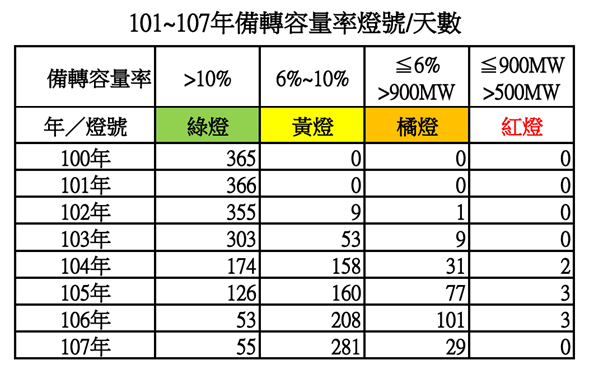 101~107年備轉容量率燈號/天數
備轉容量率 >10% 6%~10% ≦6% >900MW ≦900MW >500MW
年／燈號 綠燈 黃燈 橘燈 紅燈
100年 365 0 0 0
101年 366 0 0 0
102年 355 9 1 0
103年 303 53 9 0
104年 174 158 31 2
105年 126 160 77 3
106年 53 208 101 3
107年 55 281 29 0